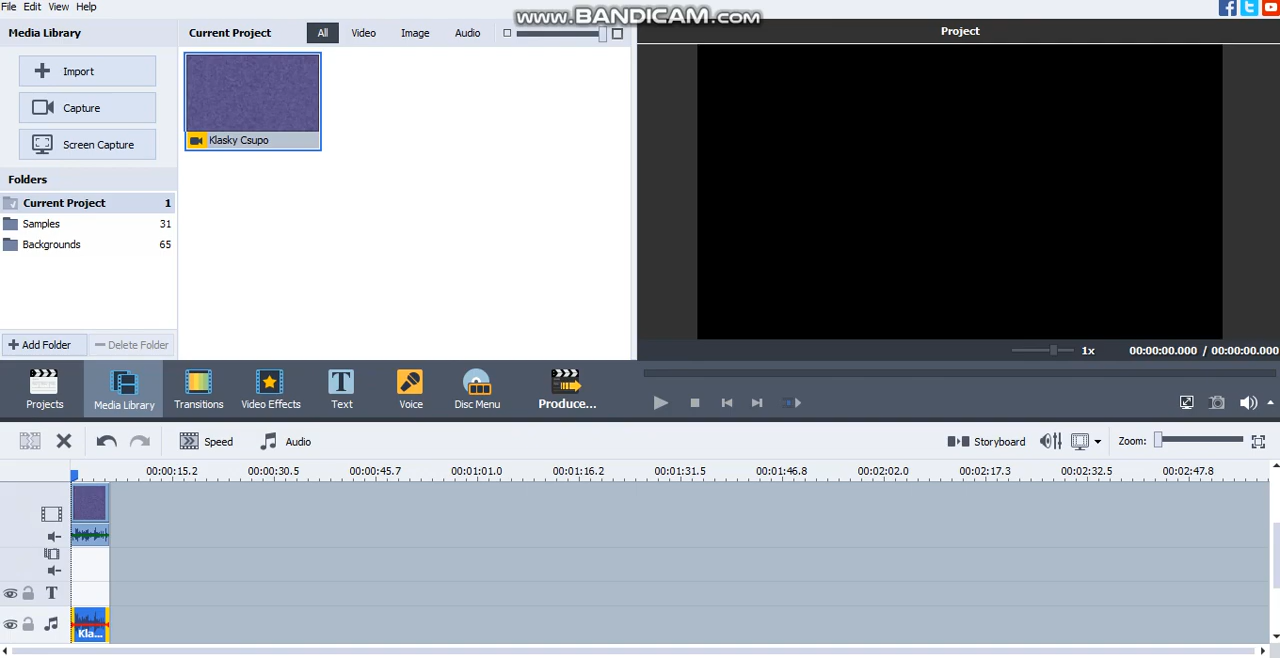 File Edit View Help
www.BANDICAM.com
Media Library
Current Project All Video Image Audio
Project
Import
Capture
Screen Capture
Klasky Csupo
Folders
Current Project 1
Samples 31
Backgrounds 65
Add Folder Delete Folder
1x 00:00:00.000 / 00:00:00.000
Projects Media Library Transitions Video Effects Text Voice Disc Menu Produce...
Speed Audio Storyboard Zoom:
00:00:15.2 00:00:30.5 00:00:45.7 00:01:01.0 00:01:16.2 00:01:31.5 00:01:46.8 00:02:02.0 00:02:17.3 00:02:32.5 00:02:47.8
T
Kla...